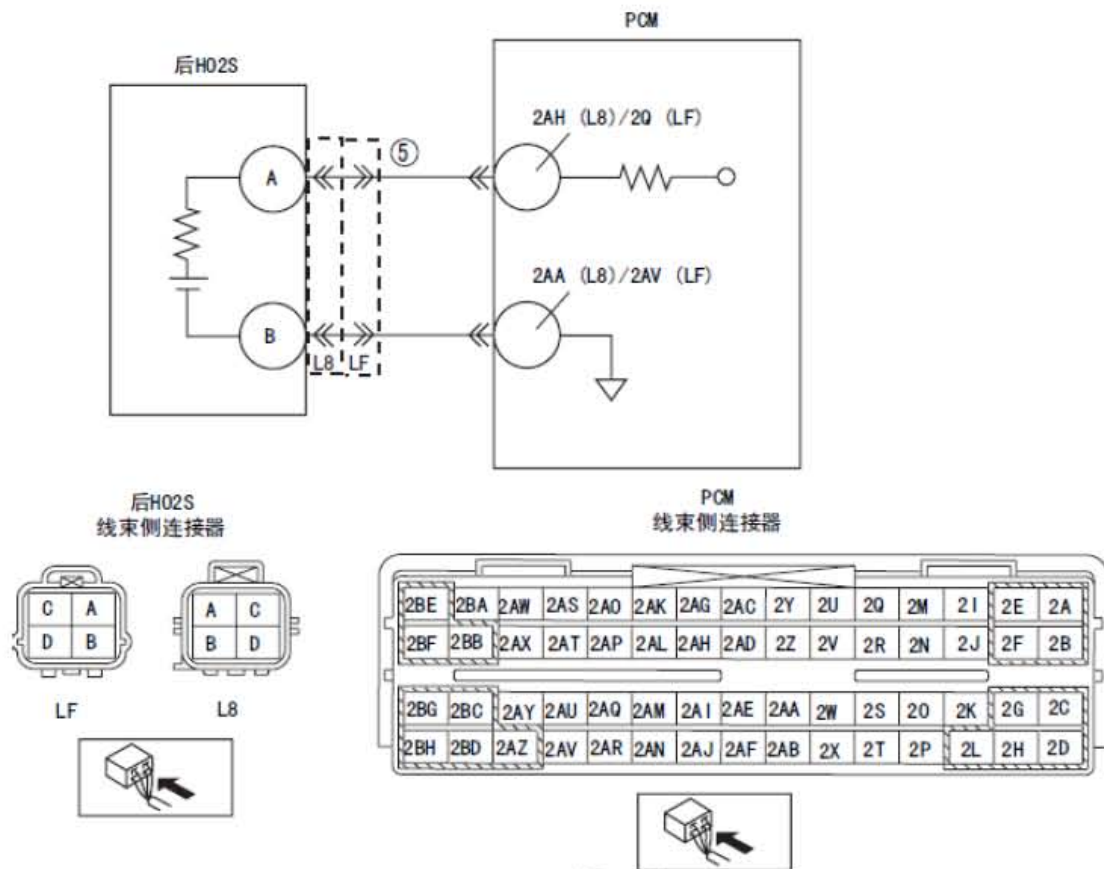 PCM
后HO2S
2AH (L8)/2Q (LF)
⑤
A
2AA (L8)/2AV (LF)
B
L8 LF
后HO2S
线束侧连接器
PCM
线束侧连接器
C A
D B
LF
A C
B D
L8
2BE 2BA 2AW 2AS 2AO 2AK 2AG 2AC 2Y 2U 2Q 2M 2I 2E 2A
2BF 2BB 2AX 2AT 2AP 2AL 2AH 2AD 2Z 2V 2R 2N 2J 2F 2B
2BG 2BC 2AY 2AU 2AQ 2AM 2AI 2AE 2AA 2W 2S 2O 2K 2G 2C
2BH 2BD 2AZ 2AV 2AR 2AN 2AJ 2AF 2AB 2X 2T 2P 2L 2H 2D